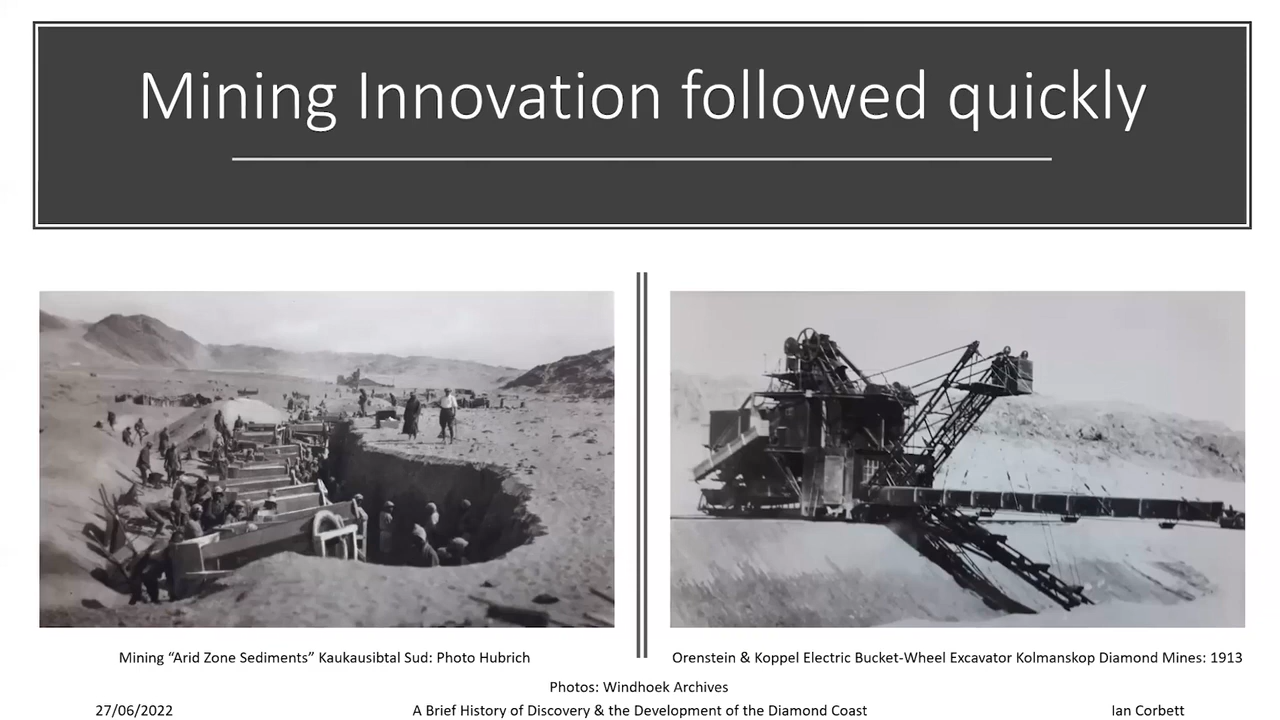 Mining Innovation followed quickly
Mining “Arid Zone Sediments” Kaukausibtal Sud: Photo Hubrich
Orenstein & Koppel Electric Bucket-Wheel Excavator Kolmanskop Diamond Mines: 1913
Photos: Windhoek Archives
27/06/2022
A Brief History of Discovery & the Development of the Diamond Coast
Ian Corbett